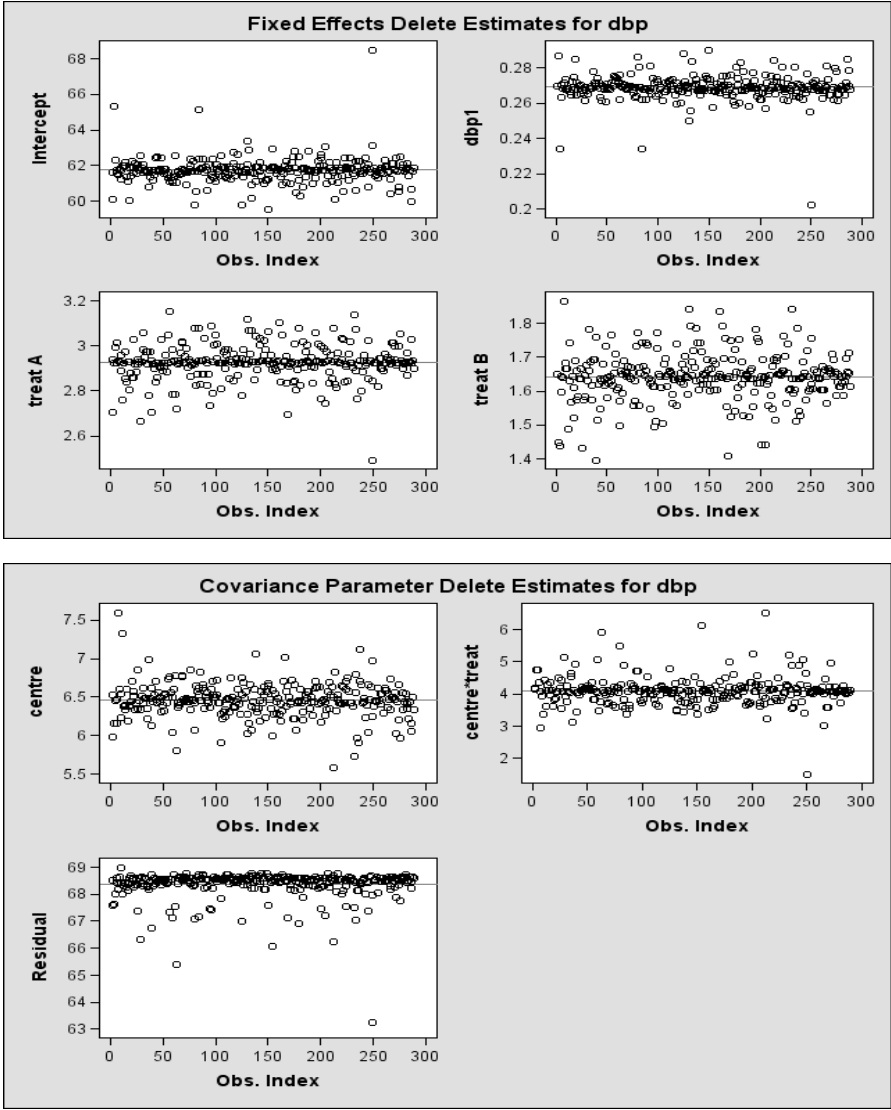 Fixed Effects Delete Estimates for dbp
Intercept
68
66
64
62
60
0 50 100 150 200 250 300
Obs. Index
dbp1
0.28
0.26
0.24
0.22
0.2
0 50 100 150 200 250 300
Obs. Index
treat A
3.2
3
2.8
2.6
0 50 100 150 200 250 300
Obs. Index
treat B
1.8
1.7
1.6
1.5
1.4
0 50 100 150 200 250 300
Obs. Index
Covariance Parameter Delete Estimates for dbp
centre
7.5
7
6.5
6
5.5
0 50 100 150 200 250 300
Obs. Index
centre*treat
6
5
4
3
2
0 50 100 150 200 250 300
Obs. Index
Residual
69
68
67
66
65
64
63
0 50 100 150 200 250 300
Obs. Index